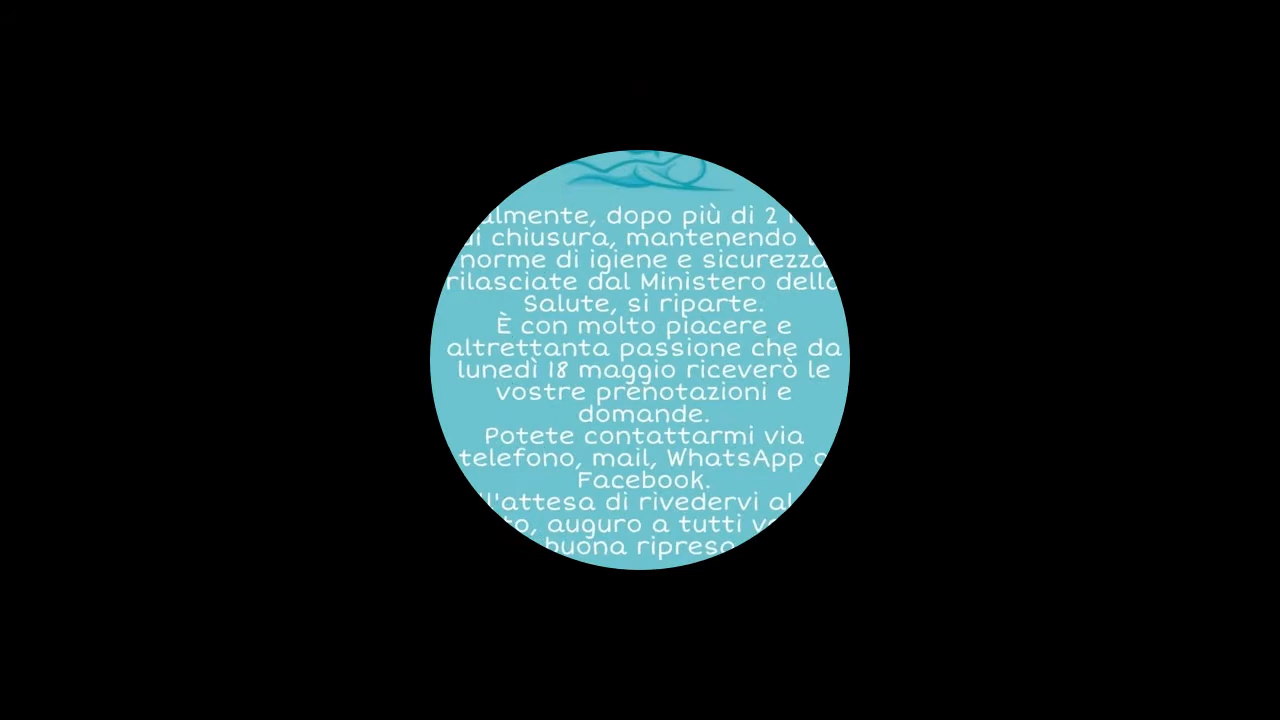 dopo più di 2
di chiusura, mantenendo
norme di igiene e sicurezza
rilasciate dal Ministero della
Salute, si riparte.
È con molto piacere e
altrettanta passione che da
lunedì 18 maggio riceverò le
vostre prenotazioni e
domande.
Potete contattarmi via
telefono, mail, WhatsApp o
Facebook.
di rivedervi al
auguro a tutti
buona ripresa